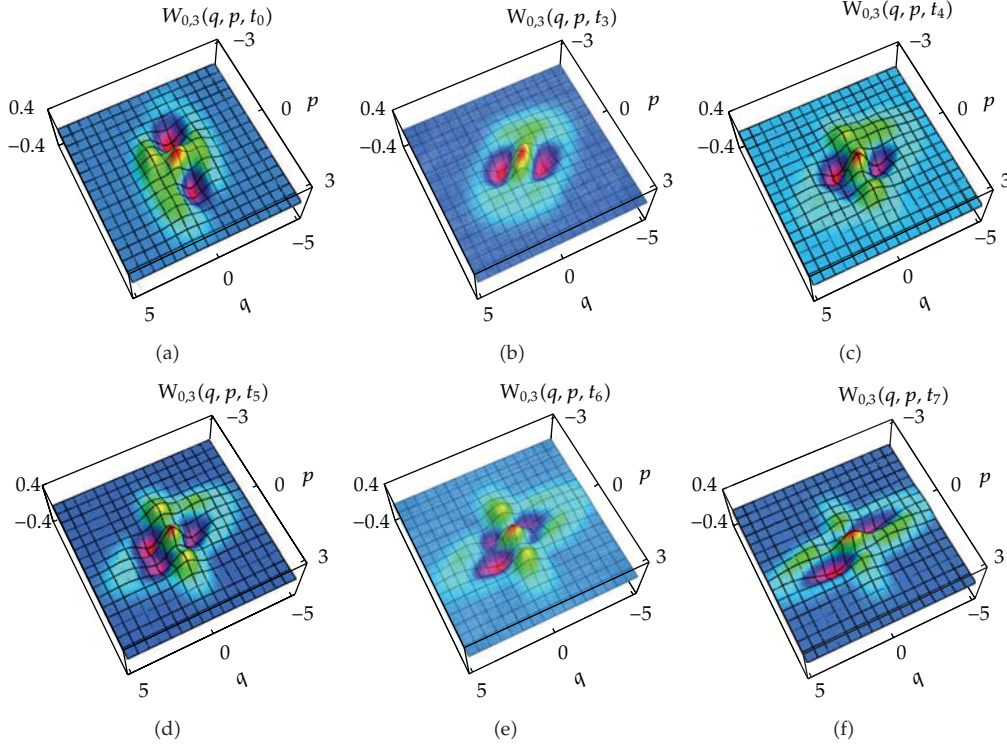 W0,3(q, p, t0)
−3
0.4
−0.4
0
p
3
−5
0
q
5
(a)
W0,3(q, p, t3)
−3
0.4
−0.4
0
p
3
−5
0
q
5
(b)
W0,3(q, p, t4)
−3
0.4
−0.4
0
p
3
−5
0
q
5
(c)
W0,3(q, p, t5)
−3
0.4
−0.4
0
p
3
−5
0
q
5
(d)
W0,3(q, p, t6)
−3
0.4
−0.4
0
p
3
−5
0
q
5
(e)
W0,3(q, p, t7)
−3
0.4
−0.4
0
p
3
−5
0
q
5
(f)